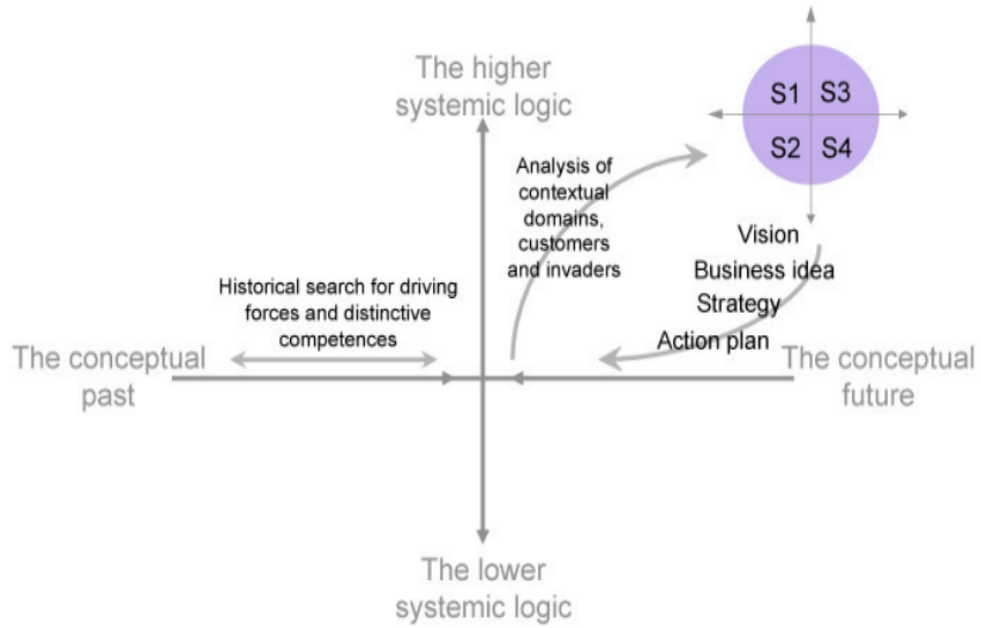 The higher
systemic logic
S1 S3
S2 S4
Analysis of
contextual
domains,
customers
and invaders
Vision
Business idea
Strategy
Action plan
Historical search for driving
forces and distinctive
competences
The conceptual
past
The conceptual
future
The lower
systemic logic